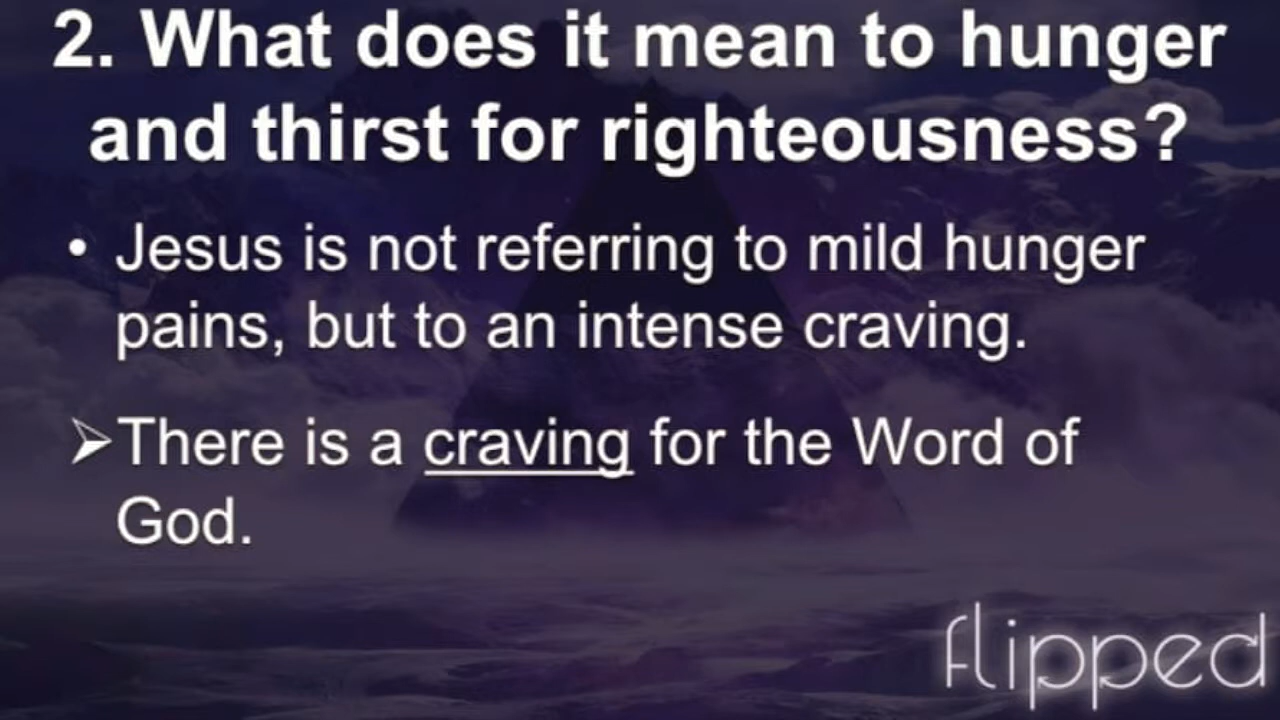 2. What does it mean to hunger
and thirst for righteousness?
• Jesus is not referring to mild hunger
pains, but to an intense craving.
➢There is a craving for the Word of
God.
flipped